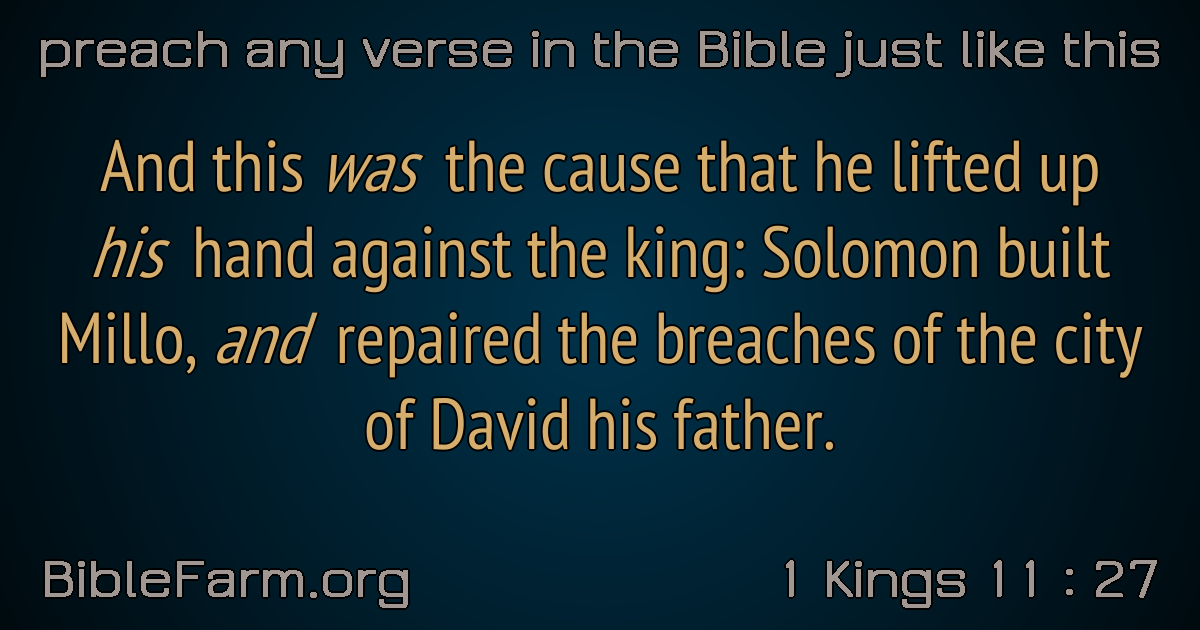 preach any verse in the Bible just like this
And this was the cause that he lifted up
his hand against the king: Solomon built
Millo, and repaired the breaches of the city
of David his father.
BibleFarm.org
1 Kings 11 : 27